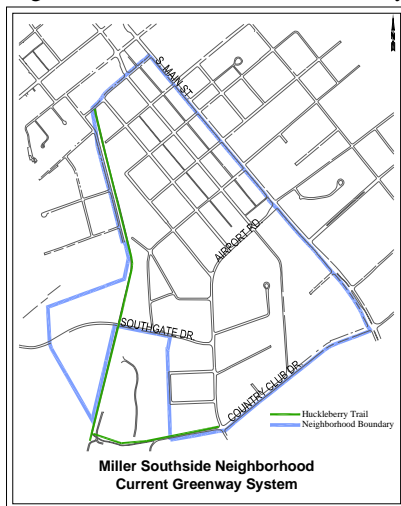 S. MAIN ST
AIRPORT RD
SOUTHGATE DR
COUNTRY CLUB DR
Huckleberry Trail
Neighborhood Boundary
Miller Southside Neighborhood
Current Greenway System